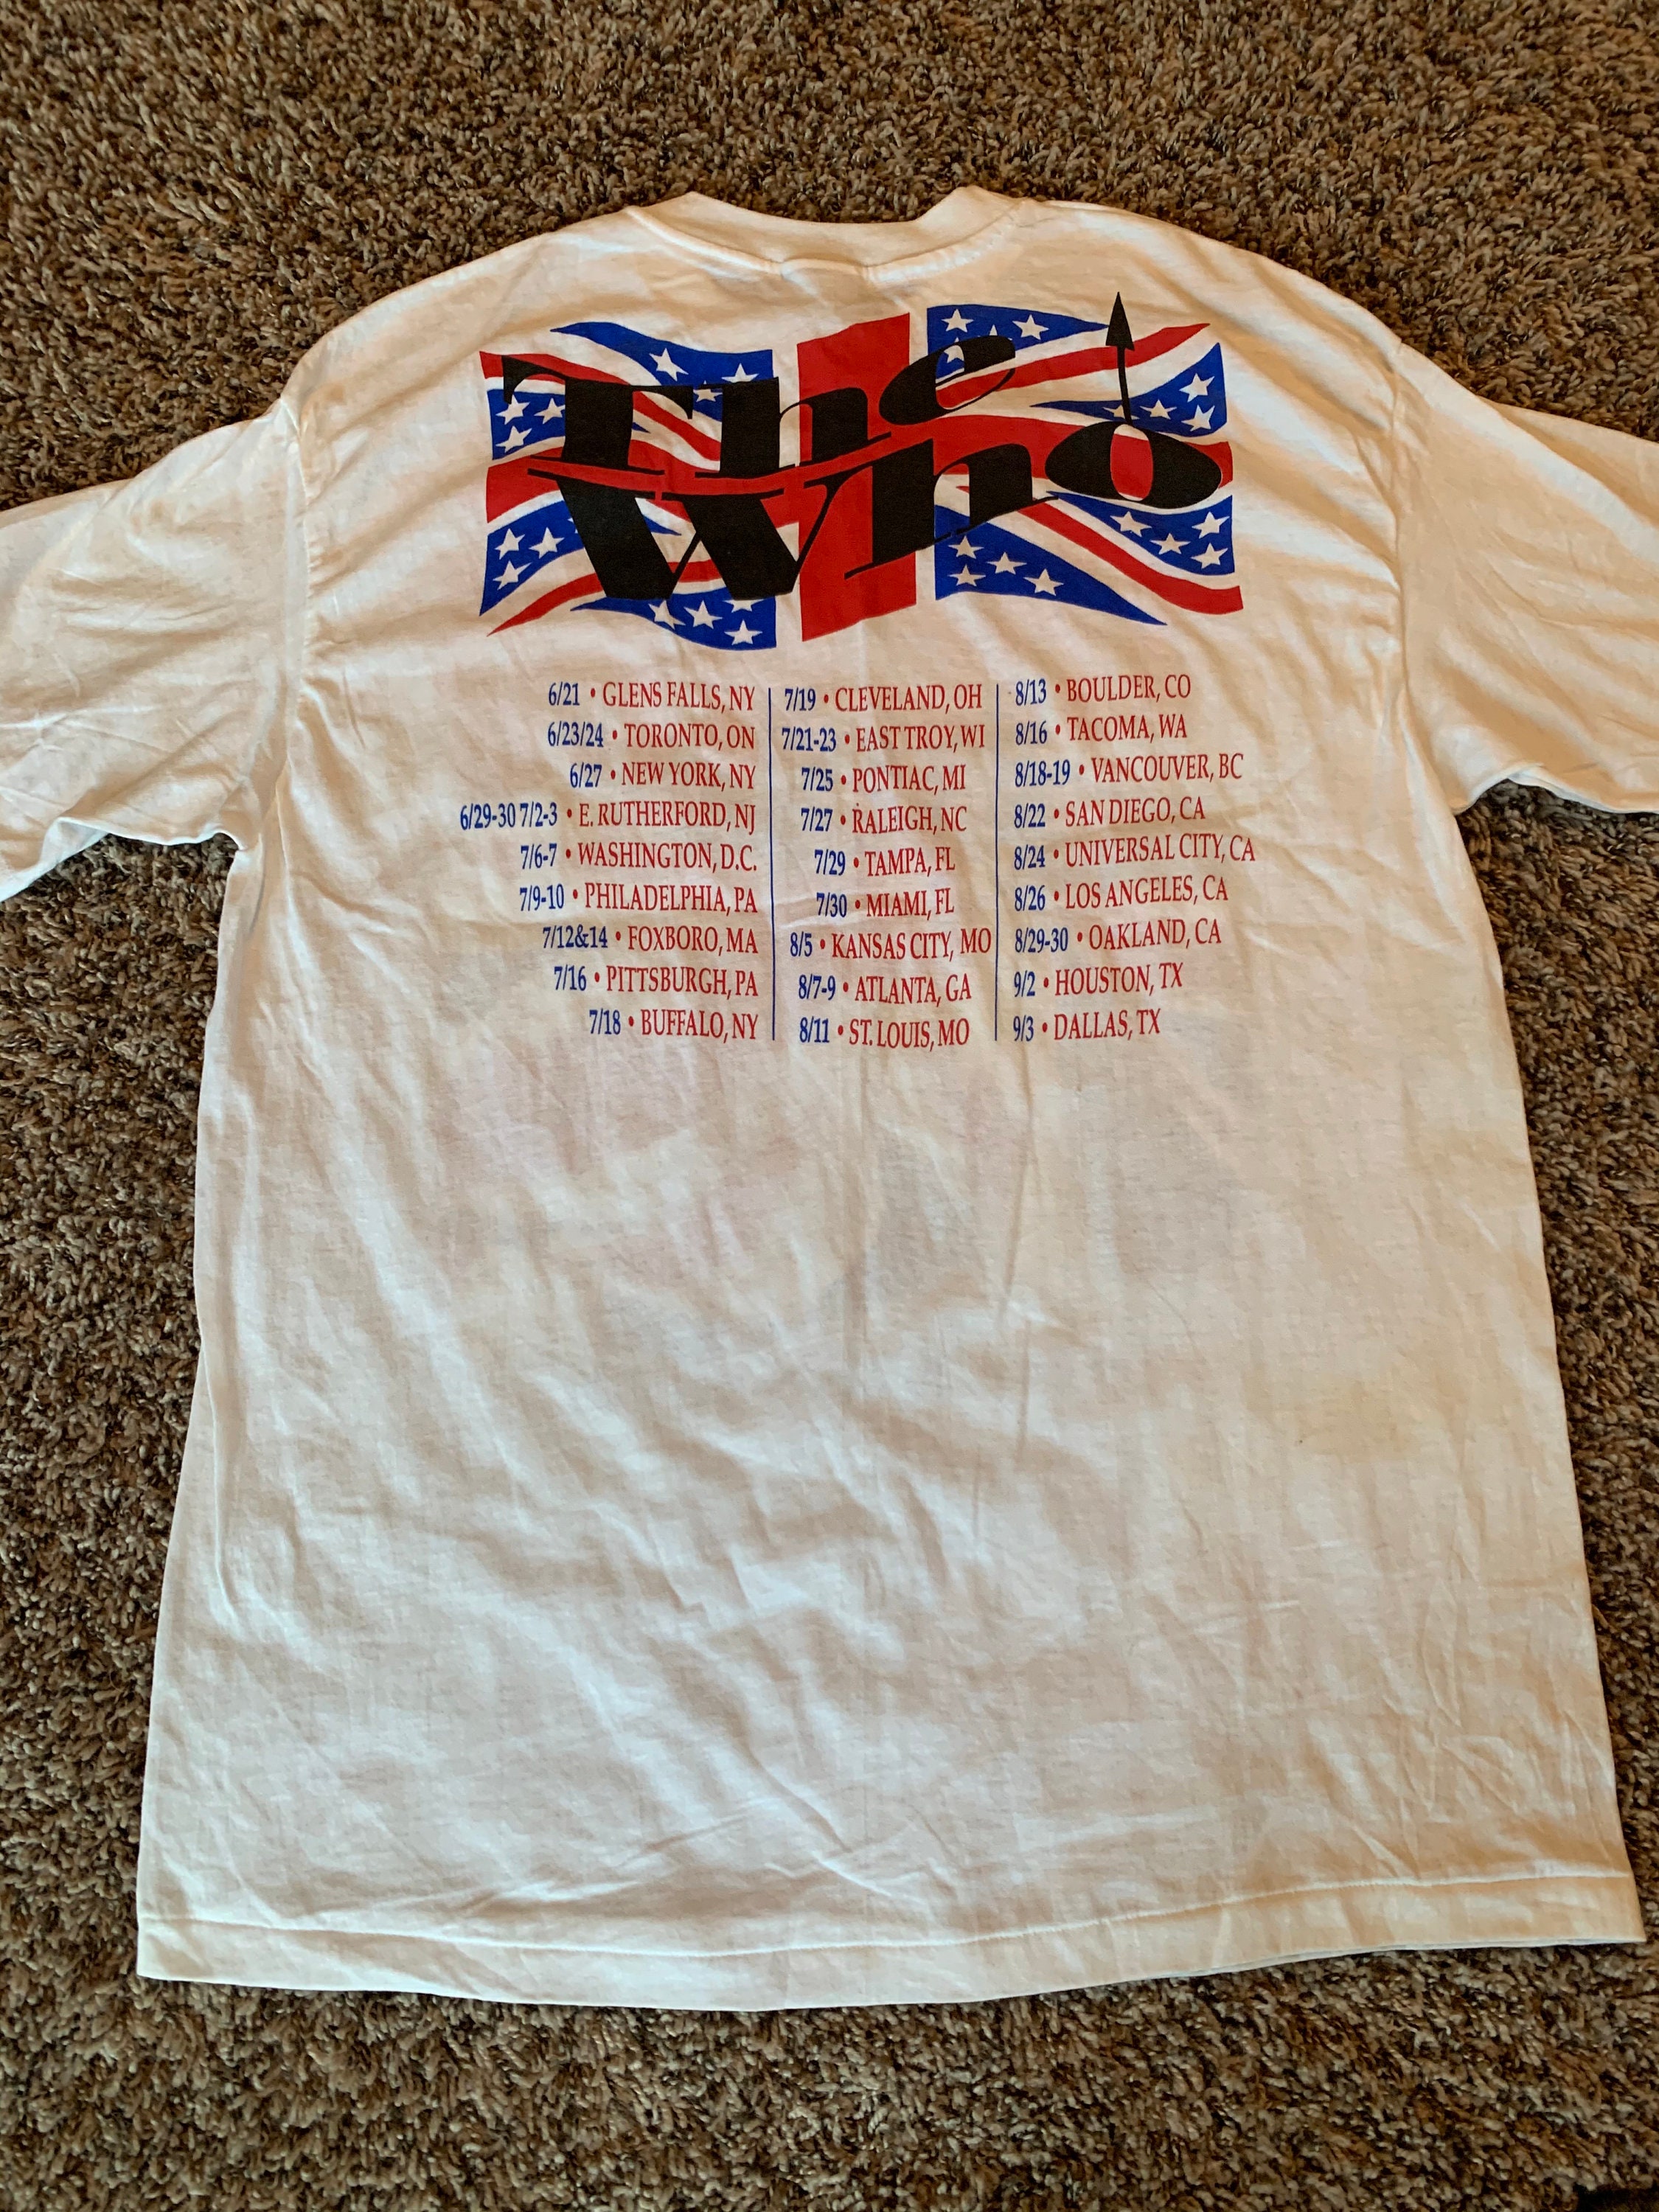 The
Who
6/21 • GLENS FALLS, NY
6/23/24 • TORONTO, ON
6/27 • NEW YORK, NY
6/29-30 7/2-3 • E. RUTHERFORD, NJ
7/6-7 • WASHINGTON, D.C.
7/9-10 • PHILADELPHIA, PA
7/12&14 • FOXBORO, MA
7/16 • PITTSBURGH, PA
7/18 • BUFFALO, NY
7/19 • CLEVELAND, OH
7/21-23 • EAST TROY, WI
7/25 • PONTIAC, MI
7/27 • RALEIGH, NC
7/29 • TAMPA, FL
7/30 • MIAMI, FL
8/5 • KANSAS CITY, MO
8/7-9 • ATLANTA, GA
8/11 • ST. LOUIS, MO
8/13 • BOULDER, CO
8/16 • TACOMA, WA
8/18-19 • VANCOUVER, BC
8/22 • SAN DIEGO, CA
8/24 • UNIVERSAL CITY, CA
8/26 • LOS ANGELES, CA
8/29-30 • OAKLAND, CA
9/2 • HOUSTON, TX
9/3 • DALLAS, TX